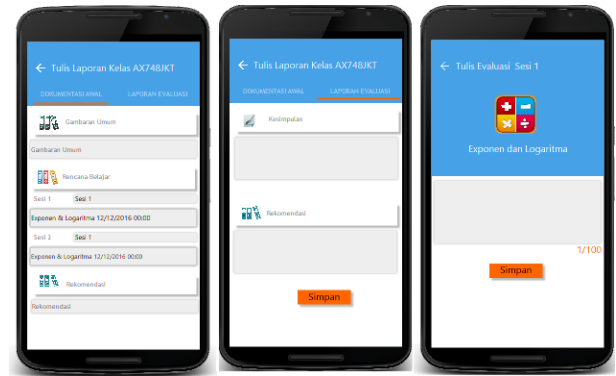 ← Tulis Laporan Kelas AX748JKT
DOKUMENTASI AWAL LAPORAN EVALUASI
Gambaran Umum
Gambaran Umum
Rencana Belajar
Sesi 1 Sesi 1
Exponen & Logaritma 12/12/2016 00:00
Sesi 2 Sesi 1
Exponen & Logaritma 12/12/2016 00:00
Rekomendasi
Rekomendasi
← Tulis Laporan Kelas AX748JKT
DOKUMENTASI AWAL LAPORAN EVALUASI
Kesimpulan
Rekomendasi
Simpan
← Tulis Evaluasi Sesi 1
Exponen dan Logaritma
1/100
Simpan